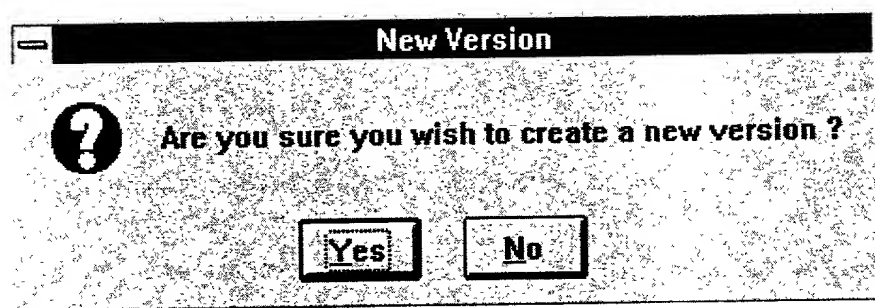 New Version
Are you sure you wish to create a new version ?
Yes
No